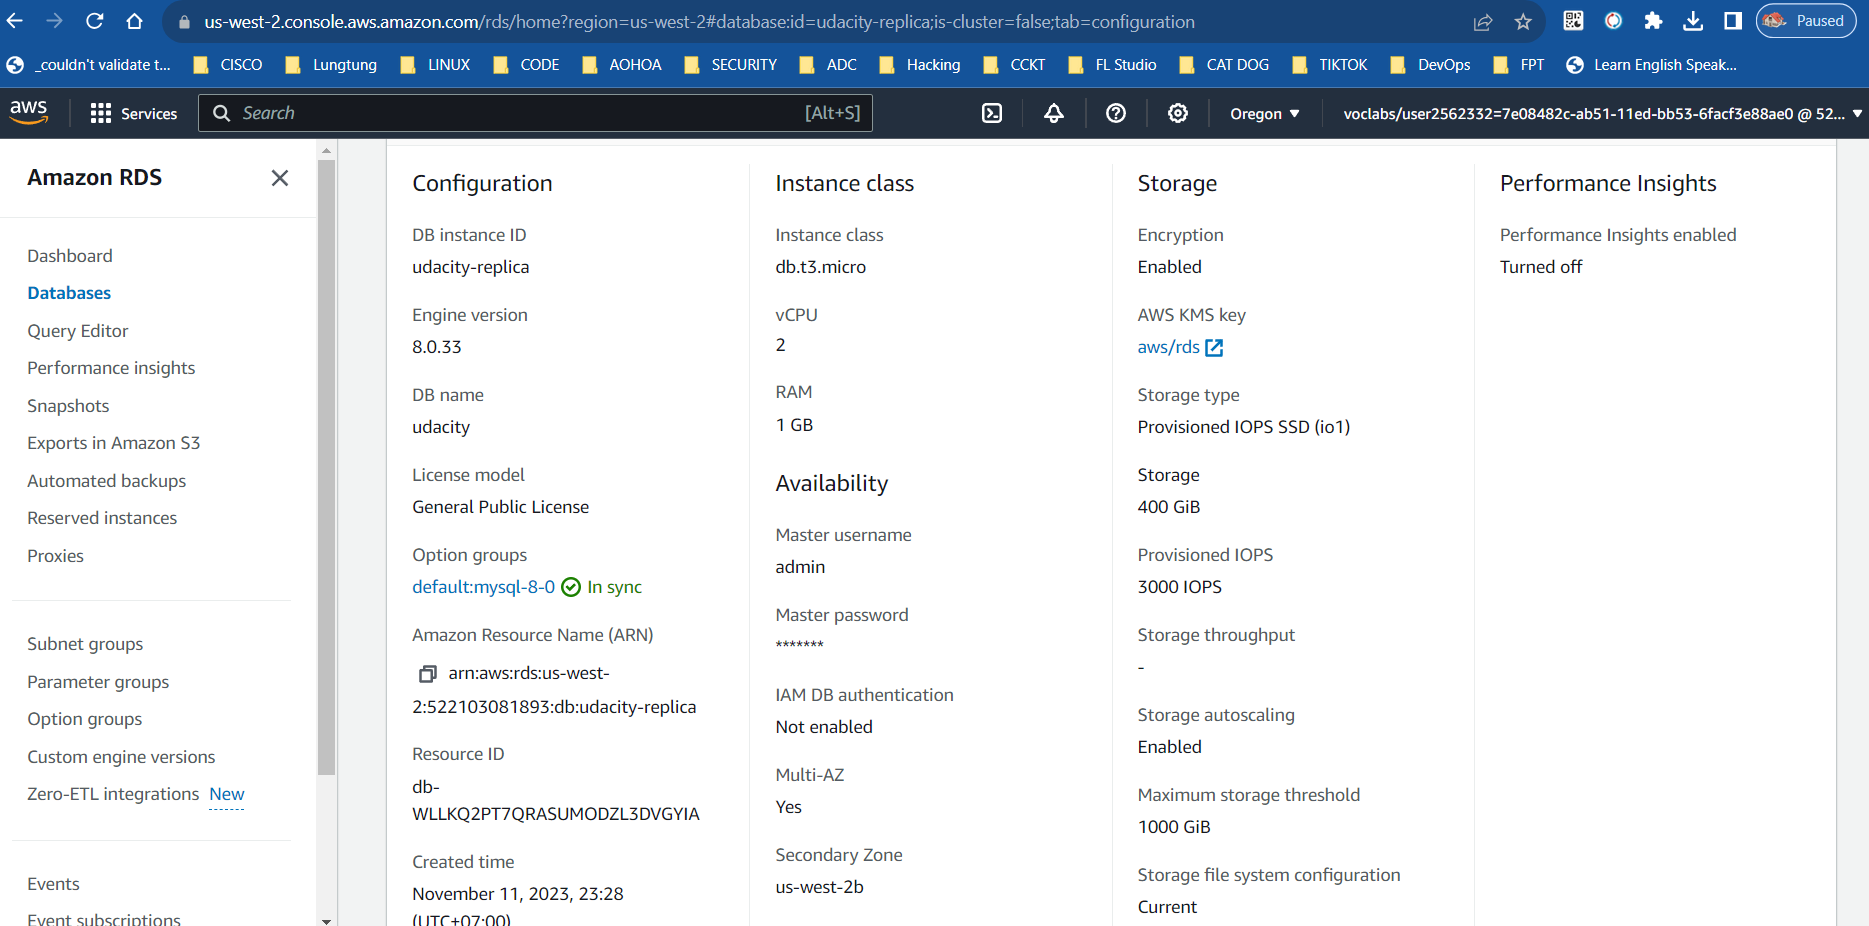 us-west-2.console.aws.amazon.com/rds/home?region=us-west-2#database:id=udacity-replica;is-cluster=false;tab=configuration
Paused
_couldn't validate t...
CISCO
Lungtung
LINUX
CODE
AOHOA
SECURITY
ADC
Hacking
CCKT
FL Studio
CAT DOG
TIKTOK
DevOps
FPT
Learn English Speak...
aws
Services
Search
[Alt+S]
Oregon
voclabs/user2562332=7e08482c-ab51-11ed-bb53-6facf3e88ae0 @ 52...
Amazon RDS
Dashboard
Databases
Query Editor
Performance insights
Snapshots
Exports in Amazon S3
Automated backups
Reserved instances
Proxies
Subnet groups
Parameter groups
Option groups
Custom engine versions
Zero-ETL integrations New
Events
Event subscriptions
Configuration
DB instance ID
udacity-replica
Engine version
8.0.33
DB name
udacity
License model
General Public License
Option groups
default:mysql-8-0 In sync
Amazon Resource Name (ARN)
arn:aws:rds:us-west-
2:522103081893:db:udacity-replica
Resource ID
db-
WLLKQ2PT7QRASUMODZL3DVGYIA
Created time
November 11, 2023, 23:28
(UTC+07:00)
Instance class
Instance class
db.t3.micro
vCPU
2
RAM
1 GB
Availability
Master username
admin
Master password
*******
IAM DB authentication
Not enabled
Multi-AZ
Yes
Secondary Zone
us-west-2b
Storage
Encryption
Enabled
AWS KMS key
aws/rds
Storage type
Provisioned IOPS SSD (io1)
Storage
400 GiB
Provisioned IOPS
3000 IOPS
Storage throughput
-
Storage autoscaling
Enabled
Maximum storage threshold
1000 GiB
Storage file system configuration
Current
Performance Insights
Performance Insights enabled
Turned off